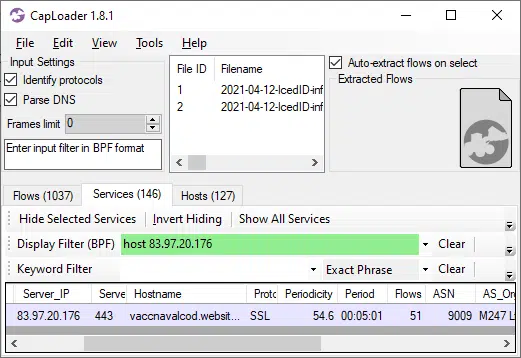 CapLoader 1.8.1
File Edit View Tools Help
Input Settings
Identify protocols
Parse DNS
Frames limit 0
Enter input filter in BPF format
File ID Filename
1 2021-04-12-IcedID-inf
2 2021-04-12-IcedID-inf
Auto-extract flows on select
Extracted Flows
Flows (1037) Services (146) Hosts (127)
Hide Selected Services Invert Hiding Show All Services
Display Filter (BPF) host 83.97.20.176 Clear
Keyword Filter Exact Phrase Clear
Server_IP Serve Hostname Proto Periodicity Period Flows ASN AS_Org
83.97.20.176 443 vaccnavalcod.websit... SSL 54.6 00:05:01 51 9009 M247 L